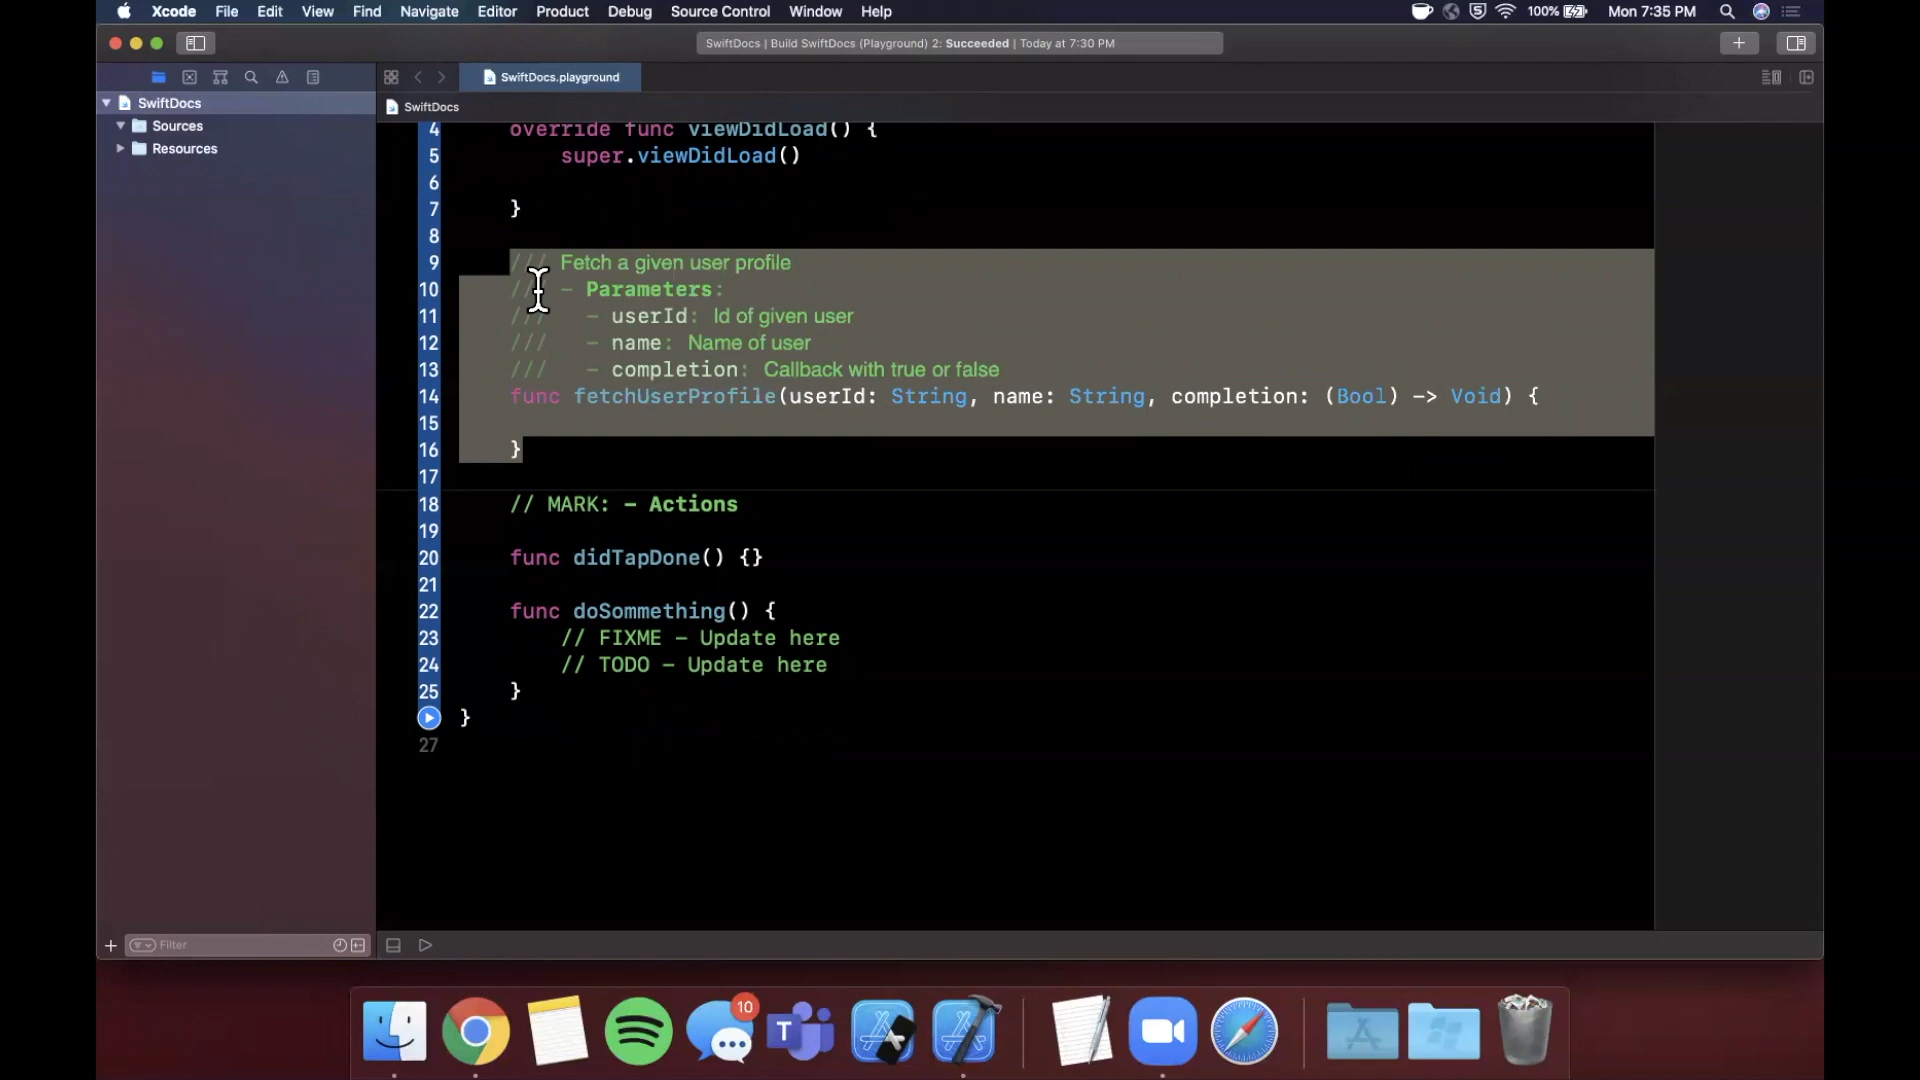 Xcode File Edit View Find Navigate Editor Product Debug Source Control Window Help 100% Mon 7:35 PM
SwiftDocs | Build SwiftDocs (Playground) 2: Succeeded | Today at 7:30 PM
SwiftDocs.playground
SwiftDocs
SwiftDocs
Sources
Resources
4 override func viewDidLoad() {
5 super.viewDidLoad()
6
7 }
8
9 /// Fetch a given user profile
10 /// - Parameters:
11 /// - userId: Id of given user
12 /// - name: Name of user
13 /// - completion: Callback with true or false
14 func fetchUserProfile(userId: String, name: String, completion: (Bool) -> Void) {
15
16 }
17
18 // MARK: - Actions
19
20 func didTapDone() {}
21
22 func doSommething() {
23 // FIXME - Update here
24 // TODO - Update here
25 }
}
27
Filter
10
T